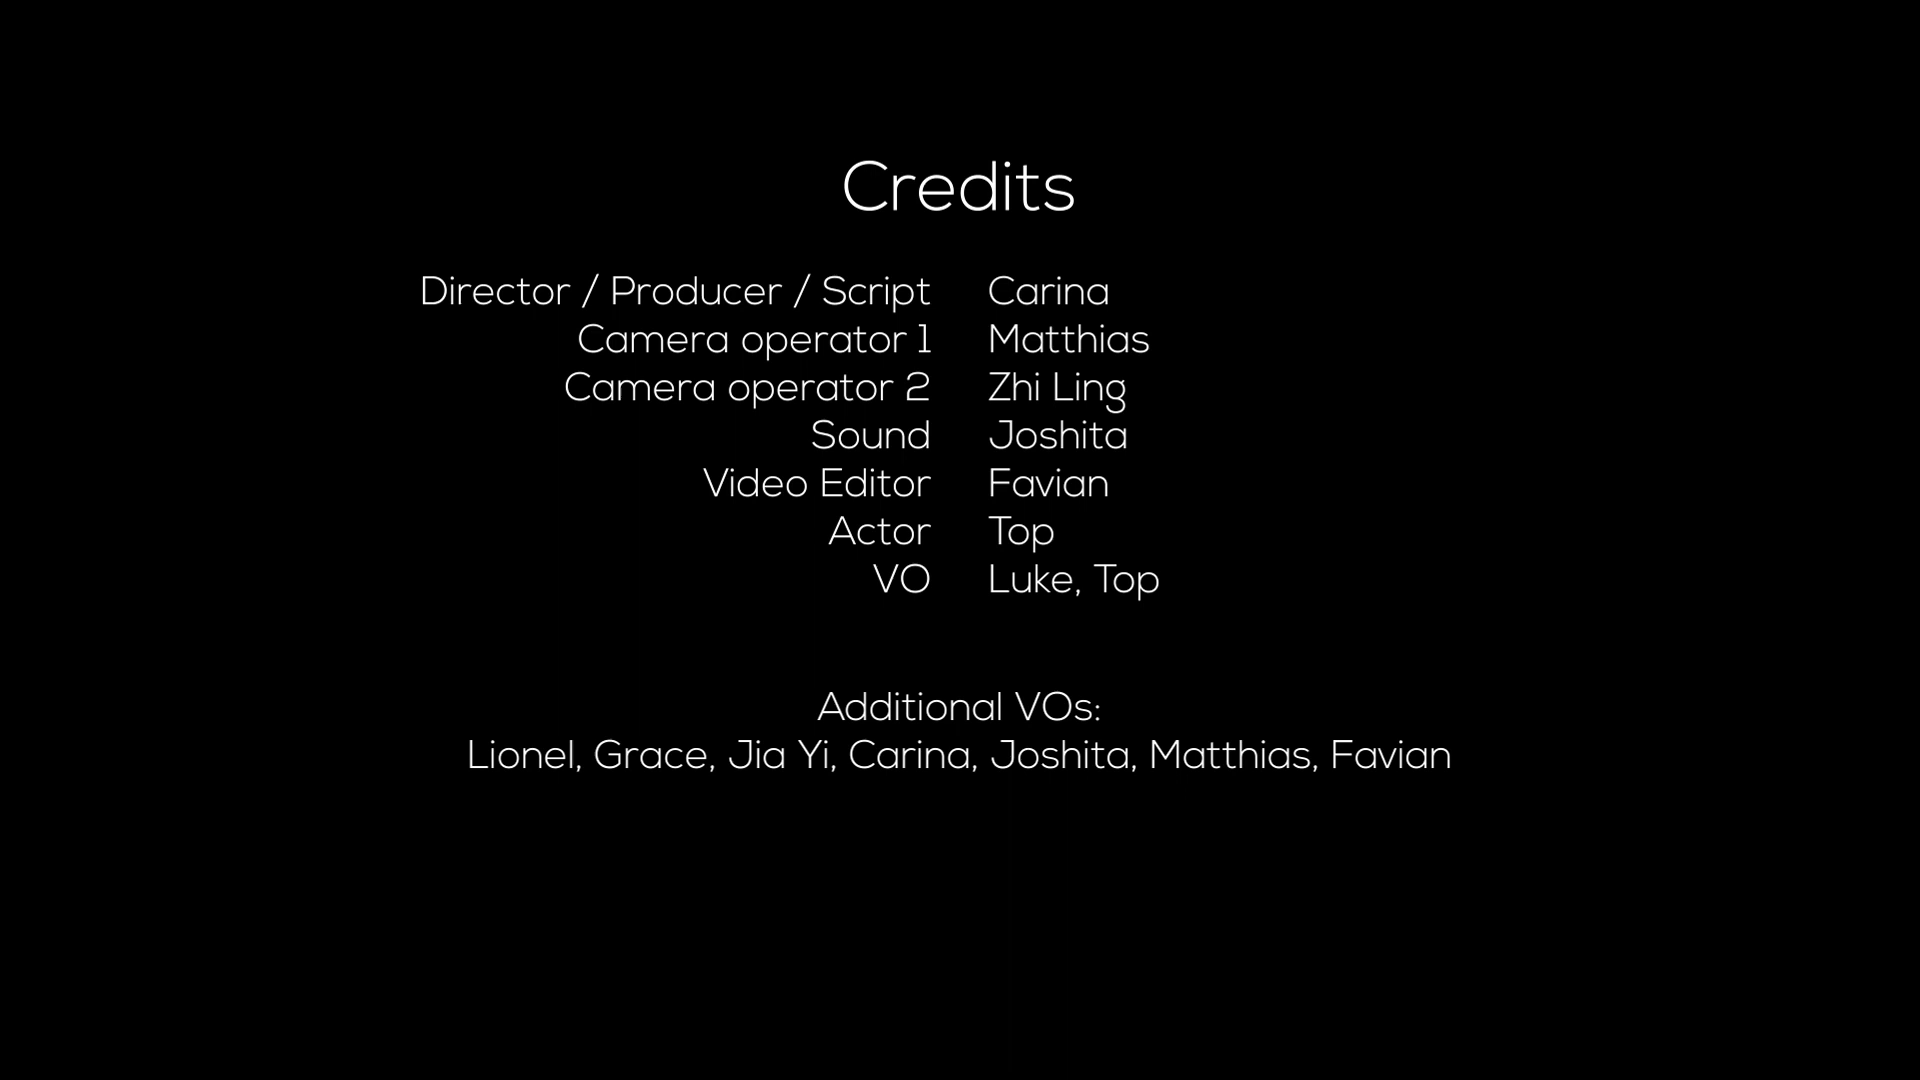 Credits
Director / Producer / Script Carina
Camera operator 1 Matthias
Camera operator 2 Zhi Ling
Sound Joshita
Video Editor Favian
Actor Top
VO Luke, Top
Additional VOs:
Lionel, Grace, Jia Yi, Carina, Joshita, Matthias, Favian